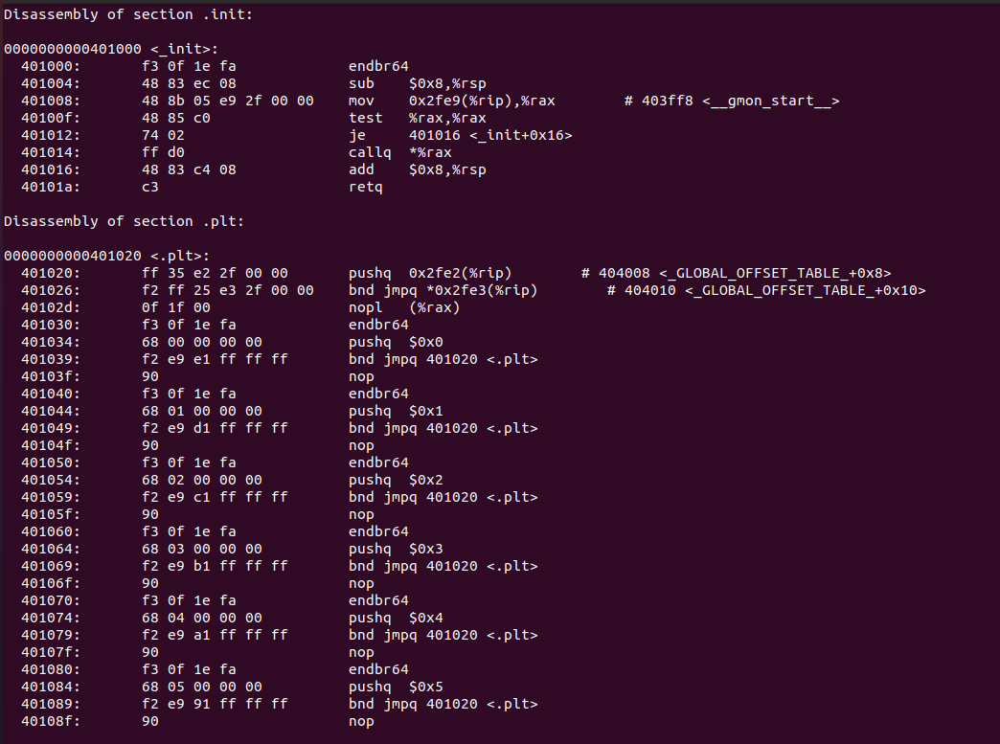 Disassembly of section .init:

0000000000401000 <_init>:
  401000:       f3 0f 1e fa             endbr64
  401004:       48 83 ec 08             sub    $0x8,%rsp
  401008:       48 8b 05 e9 2f 00 00    mov    0x2fe9(%rip),%rax        # 403ff8 <__gmon_start__>
  40100f:       48 85 c0                test   %rax,%rax
  401012:       74 02                   je     401016 <_init+0x16>
  401014:       ff d0                   callq  *%rax
  401016:       48 83 c4 08             add    $0x8,%rsp
  40101a:       c3                      retq

Disassembly of section .plt:

0000000000401020 <.plt>:
  401020:       ff 35 e2 2f 00 00       pushq  0x2fe2(%rip)        # 404008 <_GLOBAL_OFFSET_TABLE_+0x8>
  401026:       f2 ff 25 e3 2f 00 00    bnd jmpq *0x2fe3(%rip)        # 404010 <_GLOBAL_OFFSET_TABLE_+0x10>
  40102d:       0f 1f 00                nopl   (%rax)
  401030:       f3 0f 1e fa             endbr64
  401034:       68 00 00 00 00          pushq  $0x0
  401039:       f2 e9 e1 ff ff ff       bnd jmpq 401020 <.plt>
  40103f:       90                      nop
  401040:       f3 0f 1e fa             endbr64
  401044:       68 01 00 00 00          pushq  $0x1
  401049:       f2 e9 d1 ff ff ff       bnd jmpq 401020 <.plt>
  40104f:       90                      nop
  401050:       f3 0f 1e fa             endbr64
  401054:       68 02 00 00 00          pushq  $0x2
  401059:       f2 e9 c1 ff ff ff       bnd jmpq 401020 <.plt>
  40105f:       90                      nop
  401060:       f3 0f 1e fa             endbr64
  401064:       68 03 00 00 00          pushq  $0x3
  401069:       f2 e9 b1 ff ff ff       bnd jmpq 401020 <.plt>
  40106f:       90                      nop
  401070:       f3 0f 1e fa             endbr64
  401074:       68 04 00 00 00          pushq  $0x4
  401079:       f2 e9 a1 ff ff ff       bnd jmpq 401020 <.plt>
  40107f:       90                      nop
  401080:       f3 0f 1e fa             endbr64
  401084:       68 05 00 00 00          pushq  $0x5
  401089:       f2 e9 91 ff ff ff       bnd jmpq 401020 <.plt>
  40108f:       90                      nop